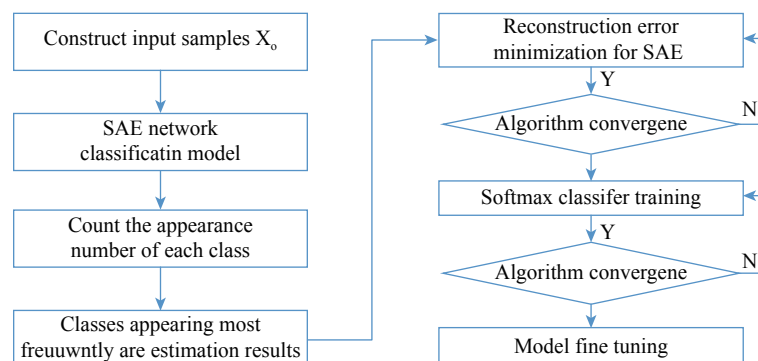 Construct input samples Xo
SAE network
classificatin model
Count the appearance
number of each class
Classes appearing most
freuuwntly are estimation results
Reconstruction error
minimization for SAE
Y
Algorithm convergene
N
Softmax classifer training
Y
Algorithm convergene
N
Model fine tuning